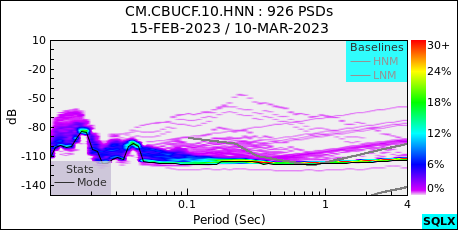 CM.CBUCF.10.HNN : 926 PSDs
15-FEB-2023 / 10-MAR-2023
10
-20
-50
-80
-110
-140
dB
Baselines
HNM
LNM
30+
24%
18%
12%
6%
0%
Stats
Mode
0.1
1
4
Period (Sec)
SQLX